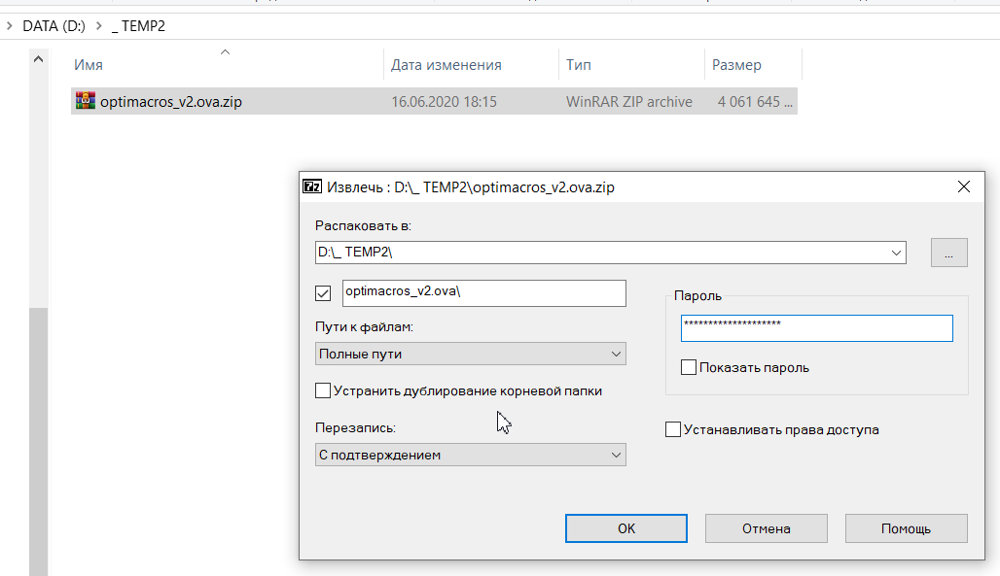 DATA (D:) > _ TEMP2
Имя Дата изменения Тип Размер
optimacros_v2.ova.zip 16.06.2020 18:15 WinRAR ZIP archive 4 061 645 ...
7z Извлечь : D:\_ TEMP2\optimacros_v2.ova.zip
Распаковать в:
D:\_ TEMP2\ ...
optimacros_v2.ova\
Пароль
********************
Пути к файлам:
Полные пути
Показать пароль
Устранить дублирование корневой папки
Перезапись:
Устанавливать права доступа
С подтверждением
OK Отмена Помощь